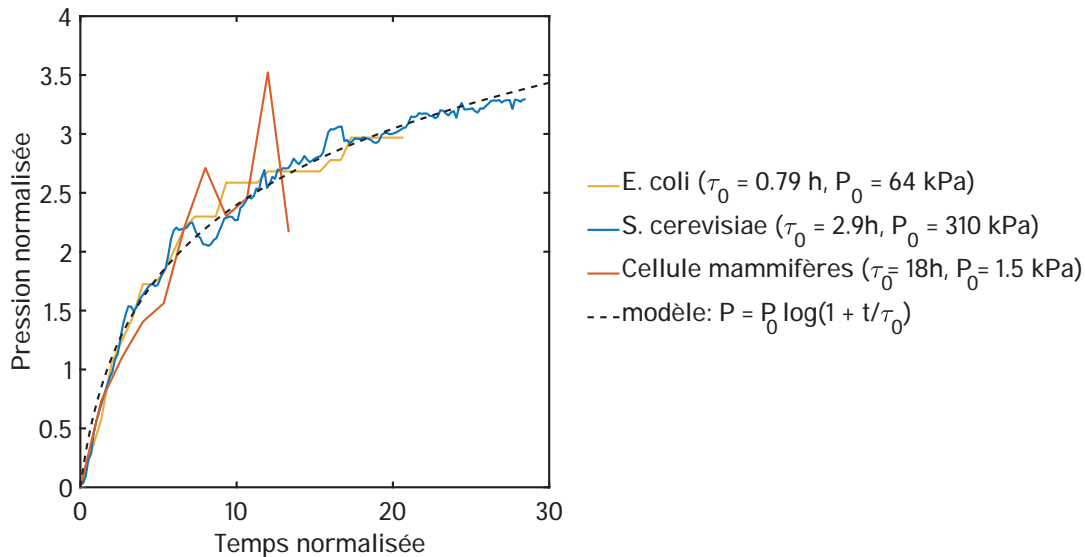 4
3.5
3
2.5
2
1.5
1
0.5
0
0
10
20
30
Pression normalisée
Temps normalisée
E. coli (τ0 = 0.79 h, P0 = 64 kPa)
S. cerevisiae (τ0 = 2.9h, P0 = 310 kPa)
Cellule mammifères (τ0= 18h, P0= 1.5 kPa)
modèle: P = P0 log(1 + t/τ0)